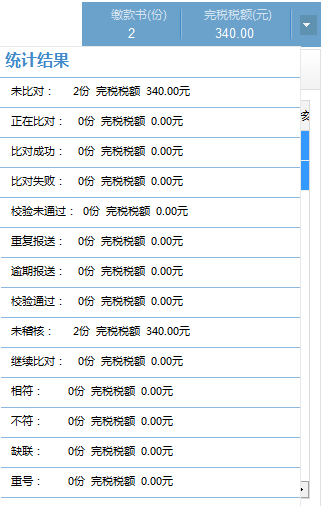 缴款书(份) 完税税额(元)
2 340.00
统计结果
未比对： 2份 完税税额 340.00元
正在比对： 0份 完税税额 0.00元
比对成功： 0份 完税税额 0.00元
比对失败： 0份 完税税额 0.00元
校验未通过： 0份 完税税额 0.00元
重复报送： 0份 完税税额 0.00元
逾期报送： 0份 完税税额 0.00元
校验通过： 0份 完税税额 0.00元
未稽核： 2份 完税税额 340.00元
继续比对： 0份 完税税额 0.00元
相符： 0份 完税税额 0.00元
不符： 0份 完税税额 0.00元
缺联： 0份 完税税额 0.00元
重号： 0份 完税税额 0.00元